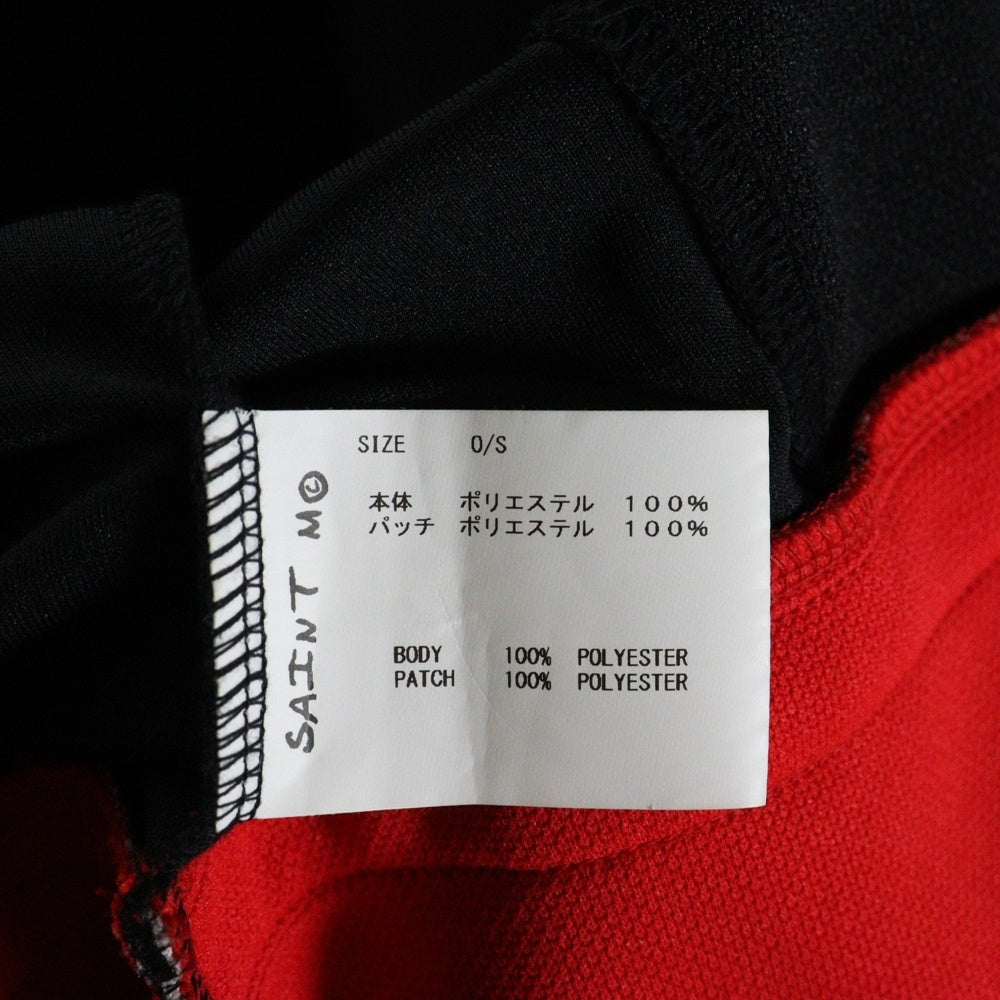 SIZE O/S
本体 ポリエステル 100%
パッチ ポリエステル 100%
BODY 100% POLYESTER
PATCH 100% POLYESTER
SAINT M©